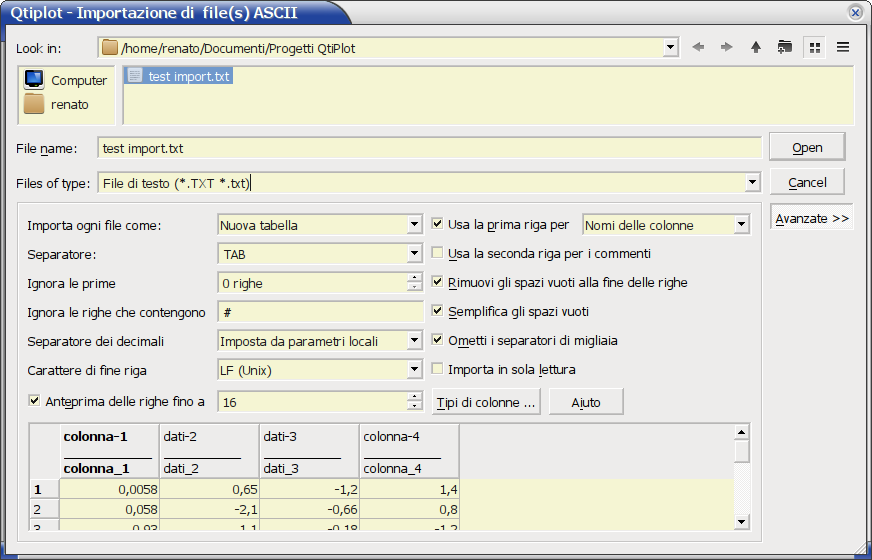 Qtiplot - Importazione di file(s) ASCII
Look in: /home/renato/Documenti/Progetti QtiPlot
Computer
renato
test import.txt
File name: test import.txt Open
Files of type: File di testo (*.TXT *.txt) Cancel
Avanzate >>
Importa ogni file come: Nuova tabella Usa la prima riga per Nomi delle colonne
Separatore: TAB Usa la seconda riga per i commenti
Ignora le prime 0 righe Rimuovi gli spazi vuoti alla fine delle righe
Ignora le righe che contengono # Semplifica gli spazi vuoti
Separatore dei decimali Imposta da parametri locali Ometti i separatori di migliaia
Carattere di fine riga LF (Unix) Importa in sola lettura
Anteprima delle righe fino a 16 Tipi di colonne ... Aiuto
colonna-1 dati-2 dati-3 colonna-4
colonna_1 dati_2 dati_3 colonna_4
1 0,0058 0,65 -1,2 1,4
2 0,058 -2,1 -0,66 0,8
3 0,93 1,1 -0,18 -1,2